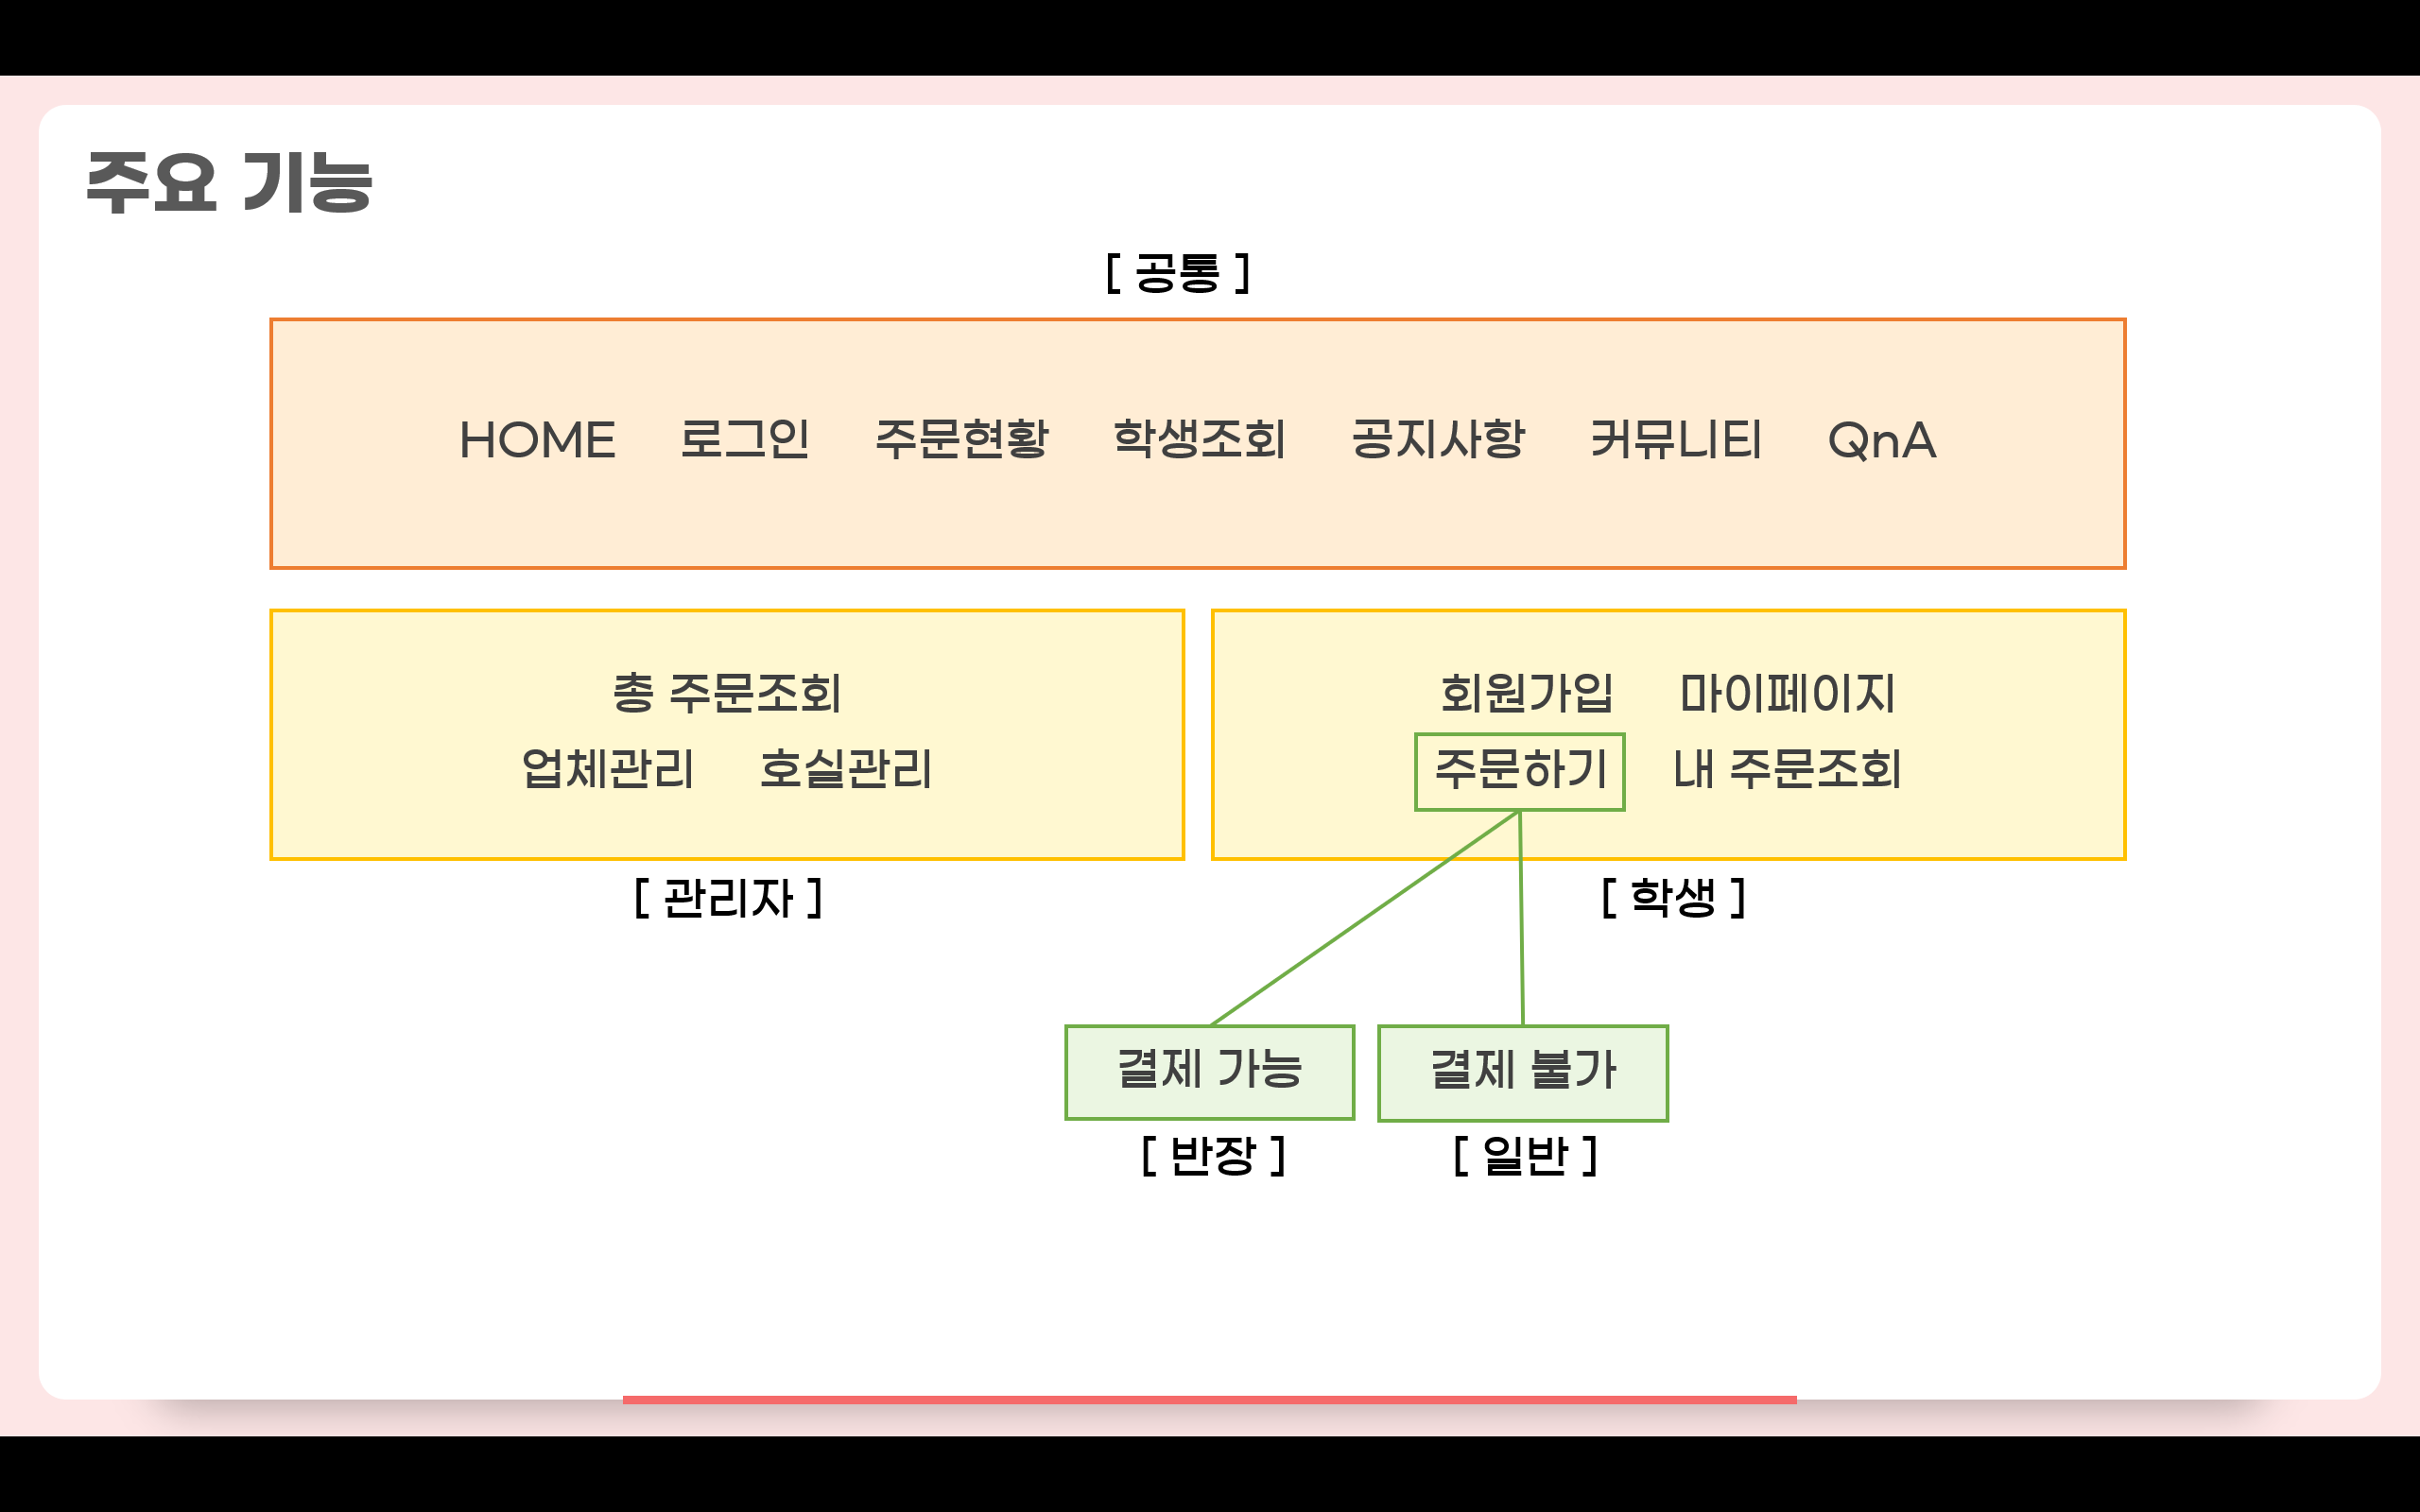 주요 기능
[ 공통 ]
HOME 로그인 주문현황 학생조회 공지사항 커뮤니티 QnA
총 주문조회
업체관리 호실관리
[ 관리자 ]
회원가입 마이페이지
주문하기 내 주문조회
[ 학생 ]
결제 가능 결제 불가
[ 반장 ] [ 일반 ]